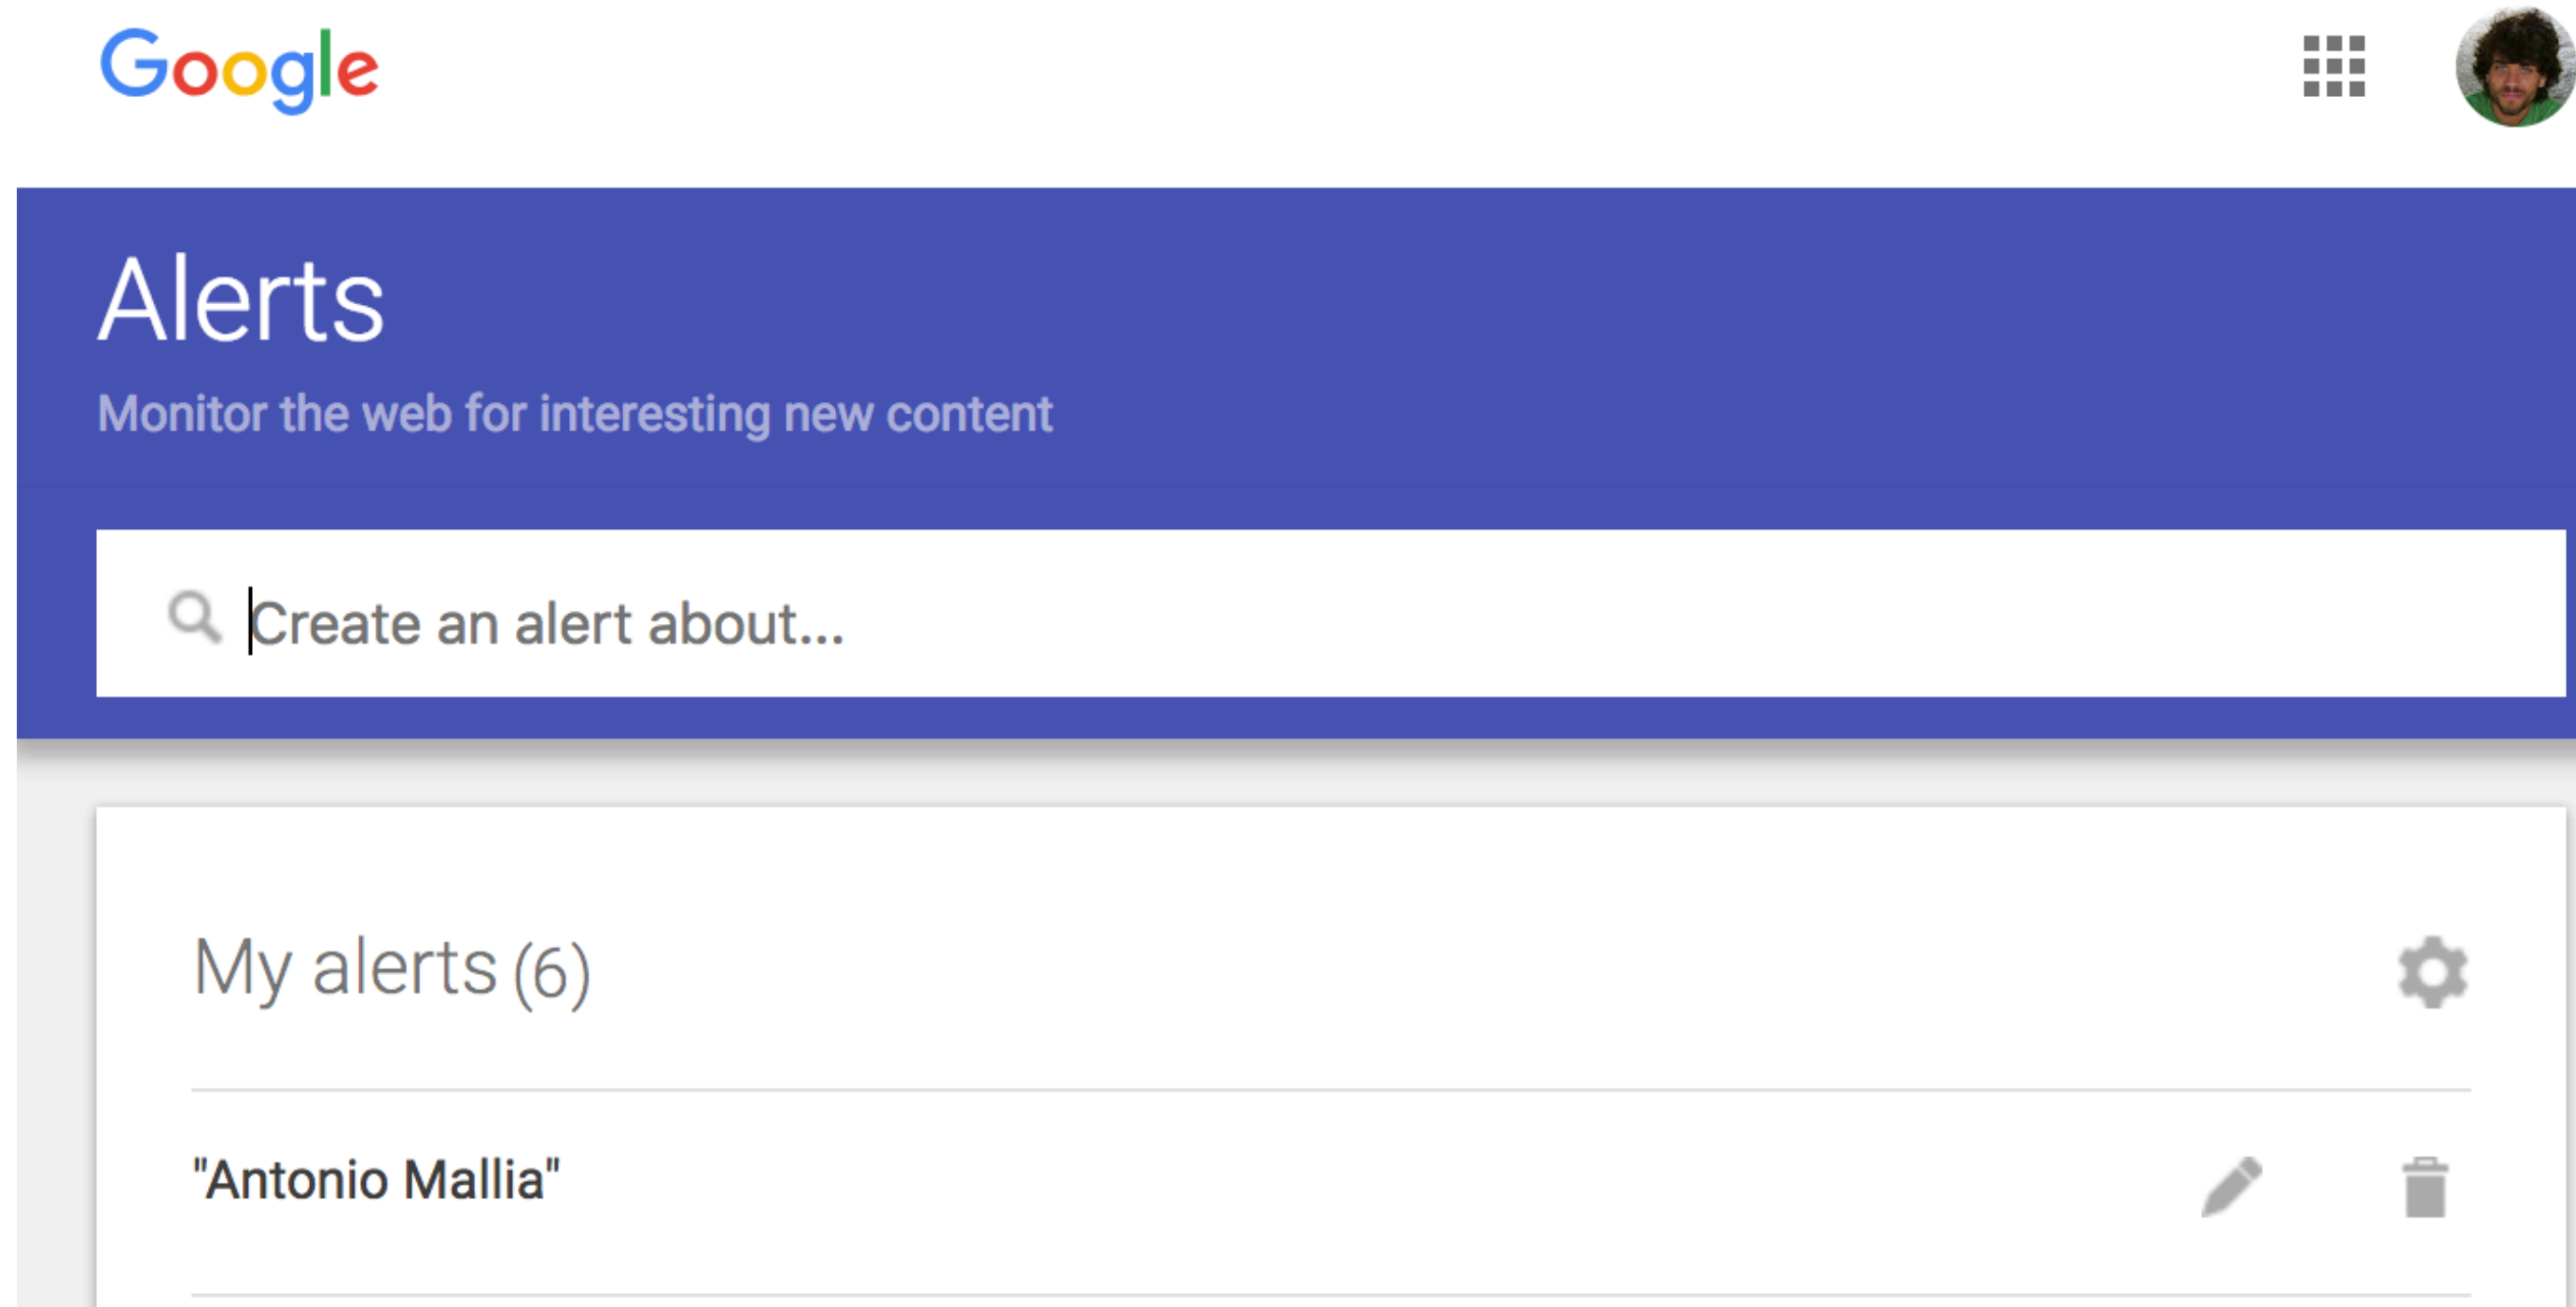 Google
Alerts
Monitor the web for interesting new content
Create an alert about...
My alerts (6)
"Antonio Mallia"